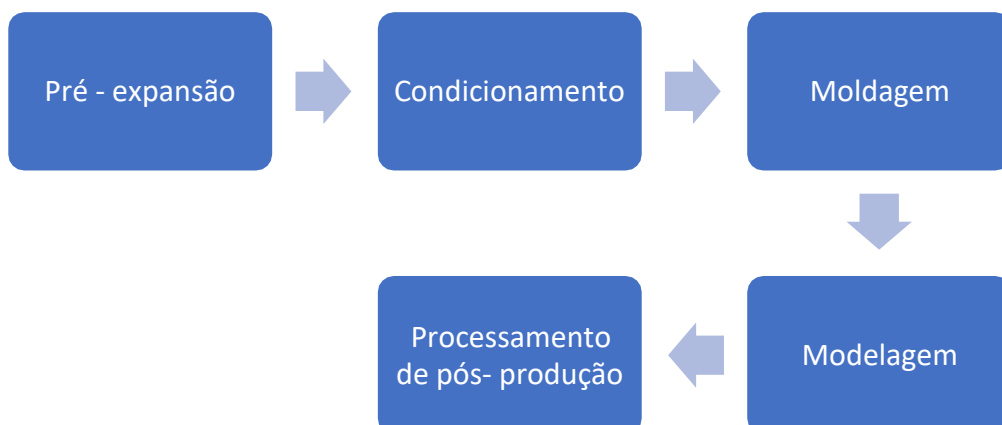 Pré - expansão
Condicionamento
Moldagem
Modelagem
Processamento
de pós- produção